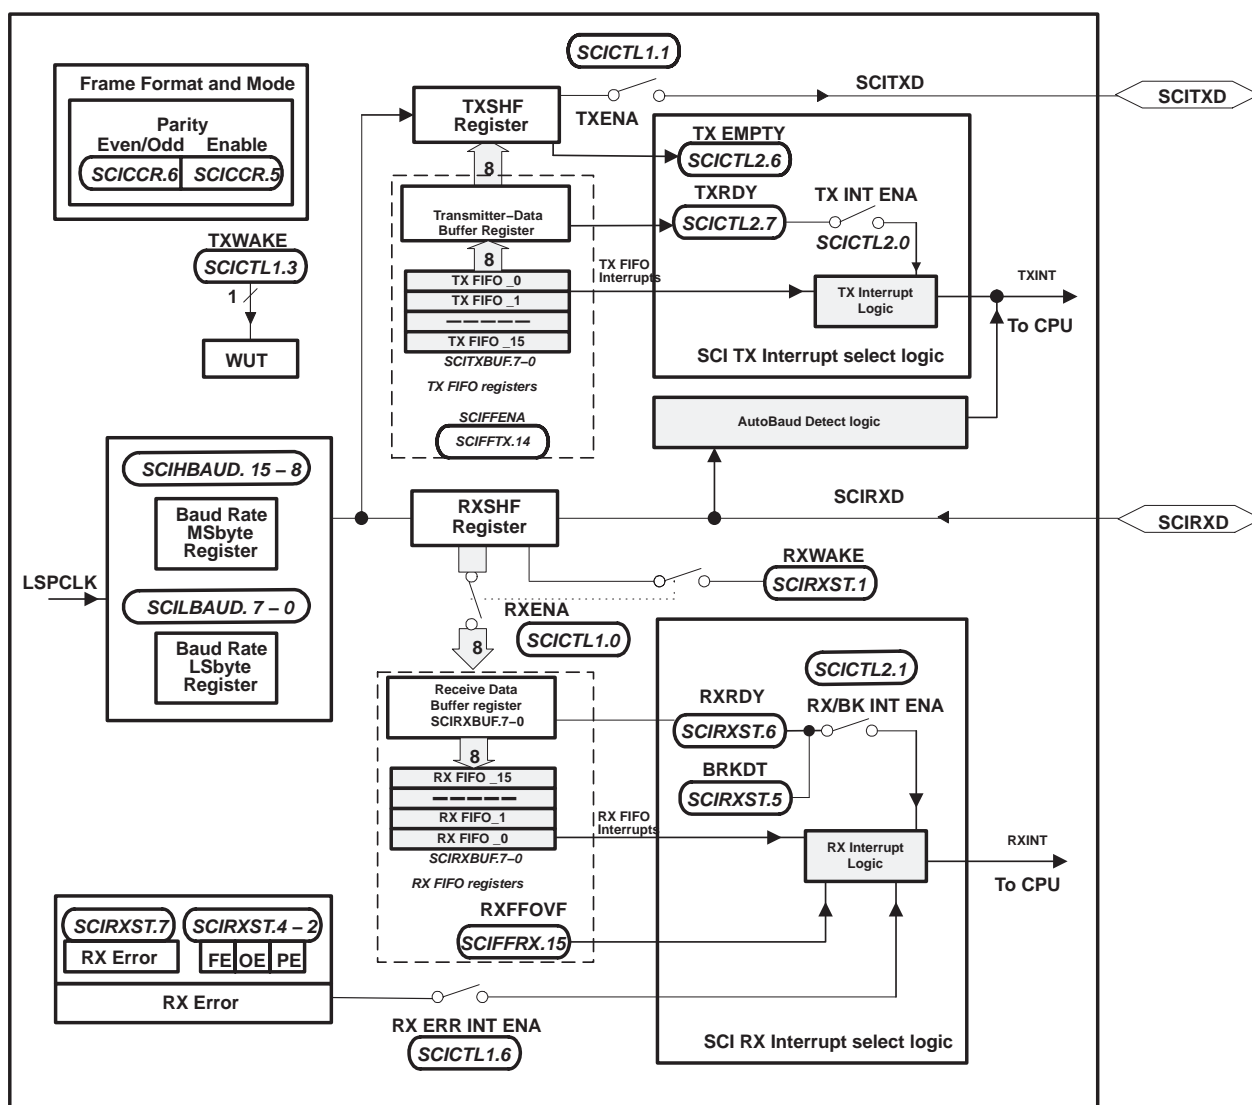 SCICTL1.1
Frame Format and Mode
Parity
Even/Odd Enable
SCICCR.6 SCICCR.5
TXSHF
Register
TXENA
SCITXD
SCITXD
TX EMPTY
SCICTL2.6
8
TXRDY
SCICTL2.7
TX INT ENA
SCICTL2.0
Transmitter–Data
Buffer Register
8
TXWAKE
SCICTL1.3
1
WUT
TX FIFO _0
TX FIFO _1
– – – – –
TX FIFO _15
SCITXBUF.7–0
TX FIFO registers
SCIFFENA
SCIFFTX.14
TX FIFO
Interrupts
TX Interrupt
Logic
TXINT
To CPU
SCI TX Interrupt select logic
AutoBaud Detect logic
SCIHBAUD. 15 – 8
Baud Rate
MSbyte
Register
LSPCLK
SCILBAUD. 7 – 0
Baud Rate
LSbyte
Register
RXSHF
Register
SCIRXD
SCIRXD
RXWAKE
SCIRXST.1
RXENA
SCICTL1.0
8
Receive Data
Buffer register
SCIRXBUF.7–0
8
SCICTL2.1
RXRDY
RX/BK INT ENA
SCIRXST.6
BRKDT
SCIRXST.5
RX FIFO _15
– – – – –
RX FIFO_1
RX FIFO _0
SCIRXBUF.7–0
RX FIFO registers
RX FIFO
Interrupts
RX Interrupt
Logic
RXINT
To CPU
RXFFOVF
SCIFFRX.15
SCIRXST.7
SCIRXST.4 – 2
RX Error
FE OE PE
RX Error
RX ERR INT ENA
SCICTL1.6
SCI RX Interrupt select logic